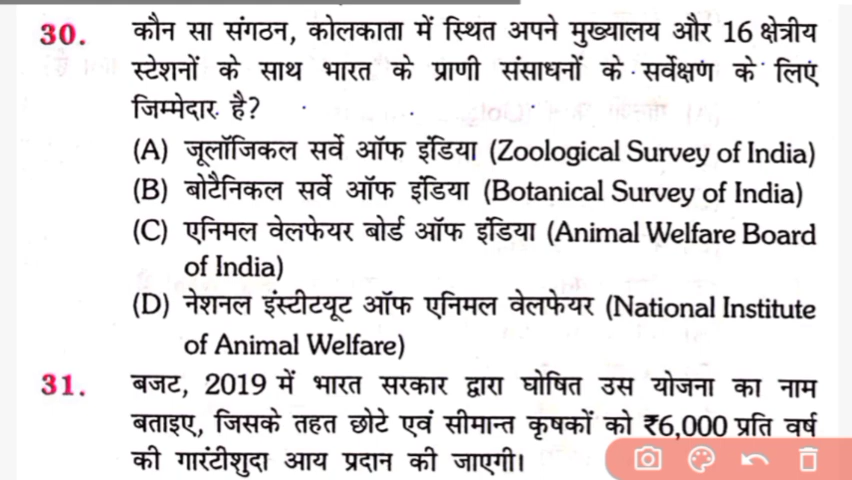 30. कौन सा संगठन, कोलकाता में स्थित अपने मुख्यालय और 16 क्षेत्रीय
स्टेशनों के साथ भारत के प्राणी संसाधनों के सर्वेक्षण के लिए
जिम्मेदार है?
(A) जूलॉजिकल सर्वे ऑफ इंडिया (Zoological Survey of India)
(B) बोटैनिकल सर्वे ऑफ इंडिया (Botanical Survey of India)
(C) एनिमल वेलफेयर बोर्ड ऑफ इंडिया (Animal Welfare Board
of India)
(D) नेशनल इंस्टीटयूट ऑफ एनिमल वेलफेयर (National Institute
of Animal Welfare)
31. बजट, 2019 में भारत सरकार द्वारा घोषित उस योजना का नाम
बताइए, जिसके तहत छोटे एवं सीमान्त कृषकों को ₹6,000 प्रति वर्ष
की गारंटीशुदा आय प्रदान की जाएगी।